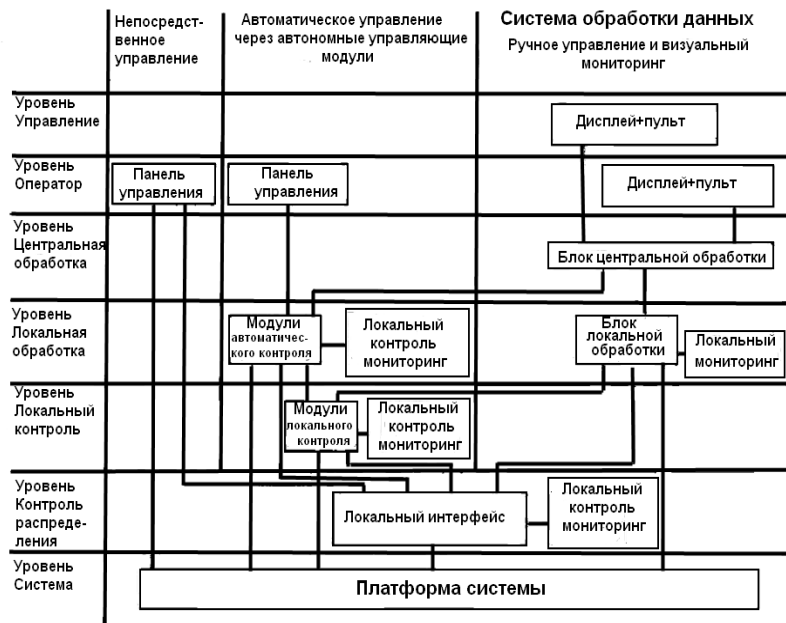 Непосредст-
венное
управление
Автоматическое управление
через автономные управляющие
модули
Система обработки данных
Ручное управление и визуальный
мониторинг
Уровень
Управление
Дисплей+пульт
Уровень
Оператор
Панель
управления
Панель
управления
Дисплей+пульт
Уровень
Центральная
обработка
Блок центральной обработки
Уровень
Локальная
обработка
Модули
автоматичес-
кого контроля
Локальный
контроль
мониторинг
Блок
локальной
обработки
Локальный
мониторинг
Уровень
Локальный
контроль
Модули
локального
контроля
Локальный
контроль
мониторинг
Уровень
Контроль
распреде-
ления
Локальный интерфейс
Локальный
контроль
мониторинг
Уровень
Система
Платформа системы